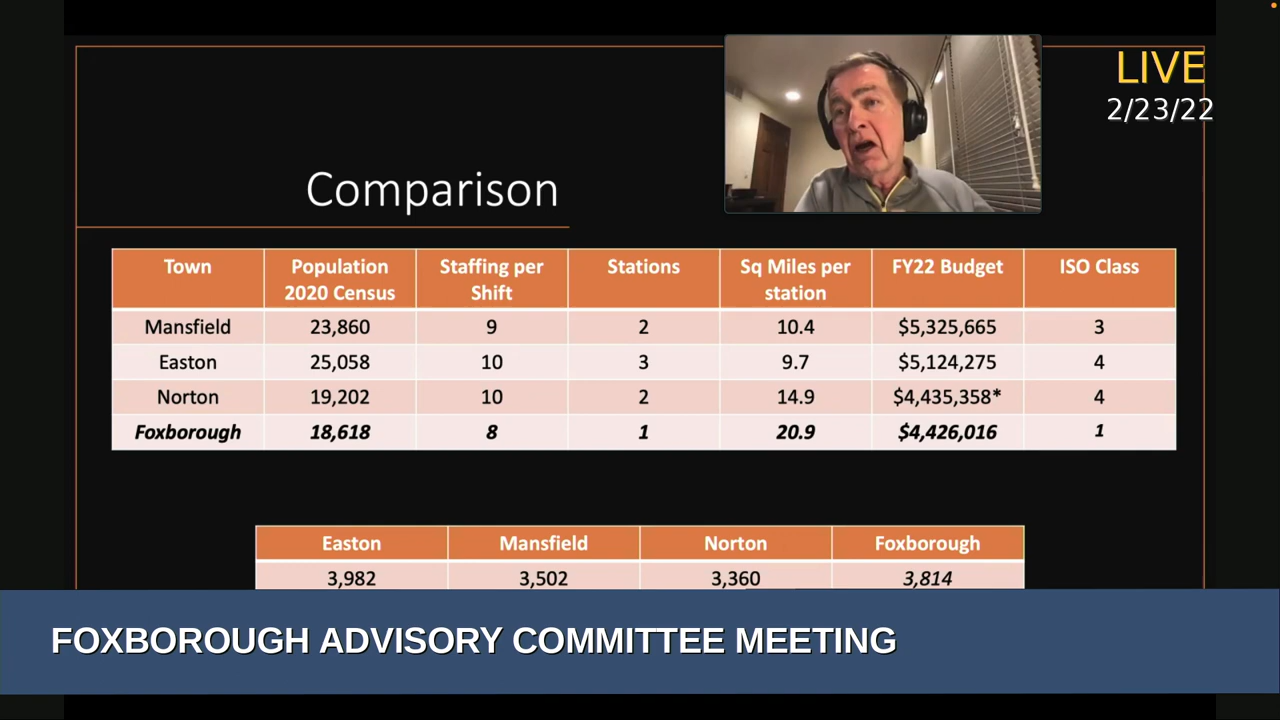 LIVE
2/23/22
Comparison
Town Population 2020 Census Staffing per Shift Stations Sq Miles per station FY22 Budget ISO Class
Mansfield 23,860 9 2 10.4 $5,325,665 3
Easton 25,058 10 3 9.7 $5,124,275 4
Norton 19,202 10 2 14.9 $4,435,358* 4
Foxborough 18,618 8 1 20.9 $4,426,016 1
Easton Mansfield Norton Foxborough
3,982 3,502 3,360 3,814
FOXBOROUGH ADVISORY COMMITTEE MEETING